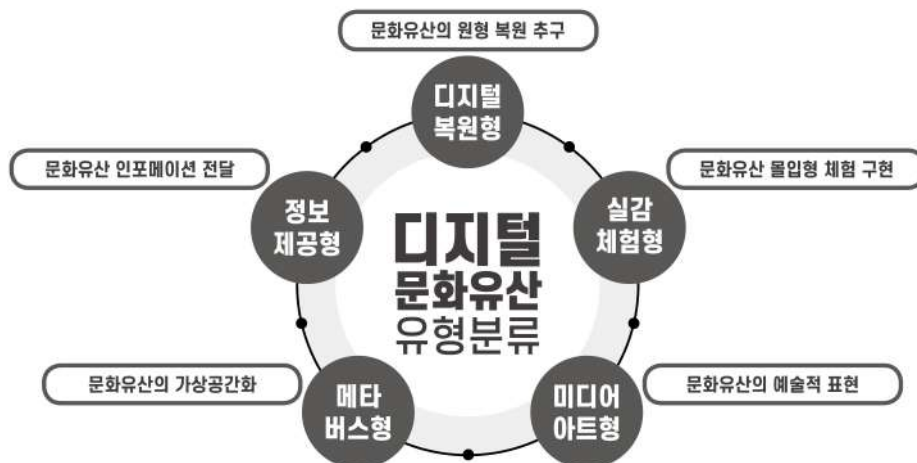 문화유산의 원형 복원 추구
디지털
복원형
문화유산 인포메이션 전달
문화유산 몰입형 체험 구현
정보
제공형
실감
체험형
디지털
문화유산
유형분류
문화유산의 가상공간화
문화유산의 예술적 표현
메타
버스형
미디어
아트형